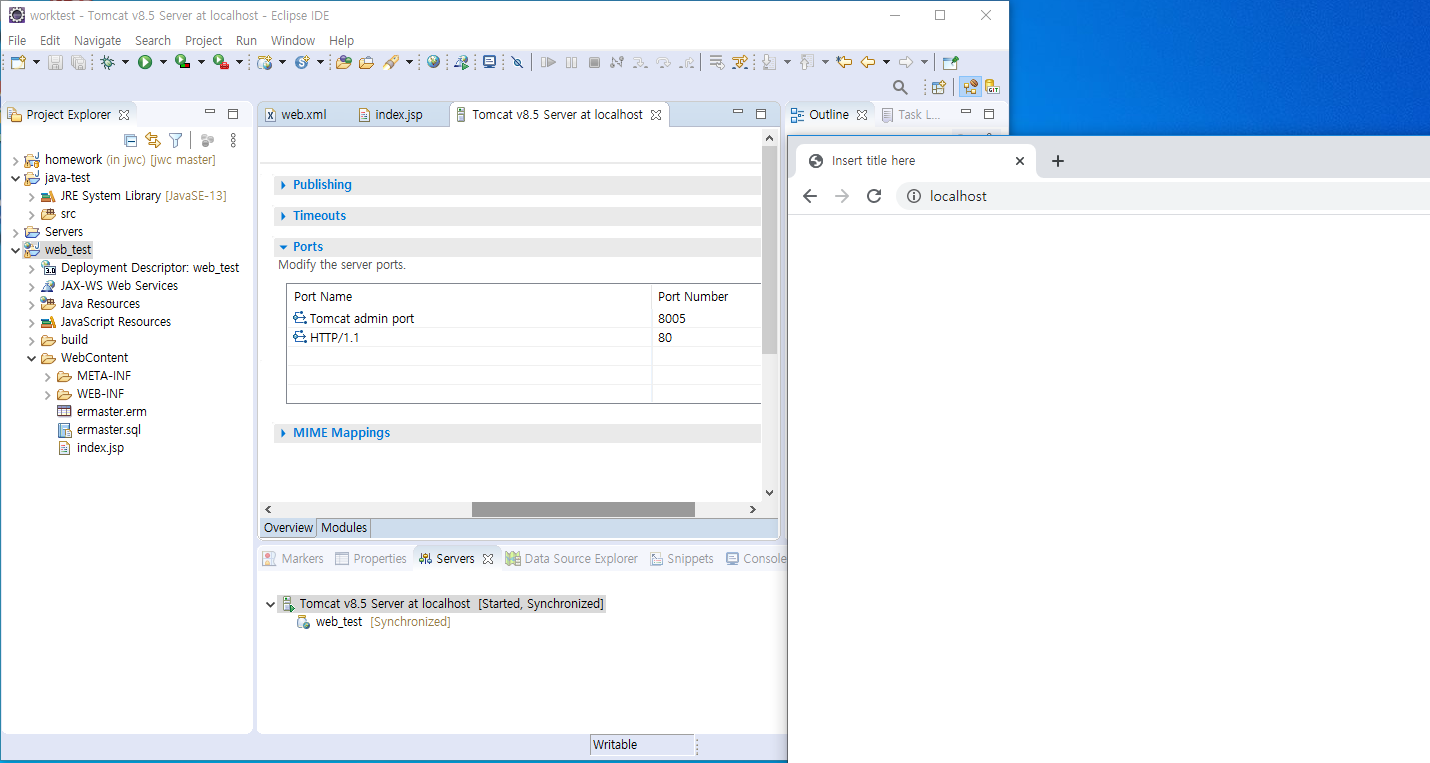 worktest - Tomcat v8.5 Server at localhost - Eclipse IDE
File Edit Navigate Search Project Run Window Help
Project Explorer
homework (in jwc) [jwc master]
java-test
JRE System Library [JavaSE-13]
src
Servers
web_test
3.0 Deployment Descriptor: web_test
JAX-WS Web Services
Java Resources
JavaScript Resources
build
WebContent
META-INF
WEB-INF
ermaster.erm
ermaster.sql
index.jsp
web.xml index.jsp Tomcat v8.5 Server at localhost
Publishing
Timeouts
Ports
Modify the server ports.
Port Name Port Number
Tomcat admin port 8005
HTTP/1.1 80
MIME Mappings
Overview Modules
Markers Properties Servers Data Source Explorer Snippets Console
Tomcat v8.5 Server at localhost [Started, Synchronized]
web_test [Synchronized]
Writable
GIT
Outline Task L...
Insert title here
localhost